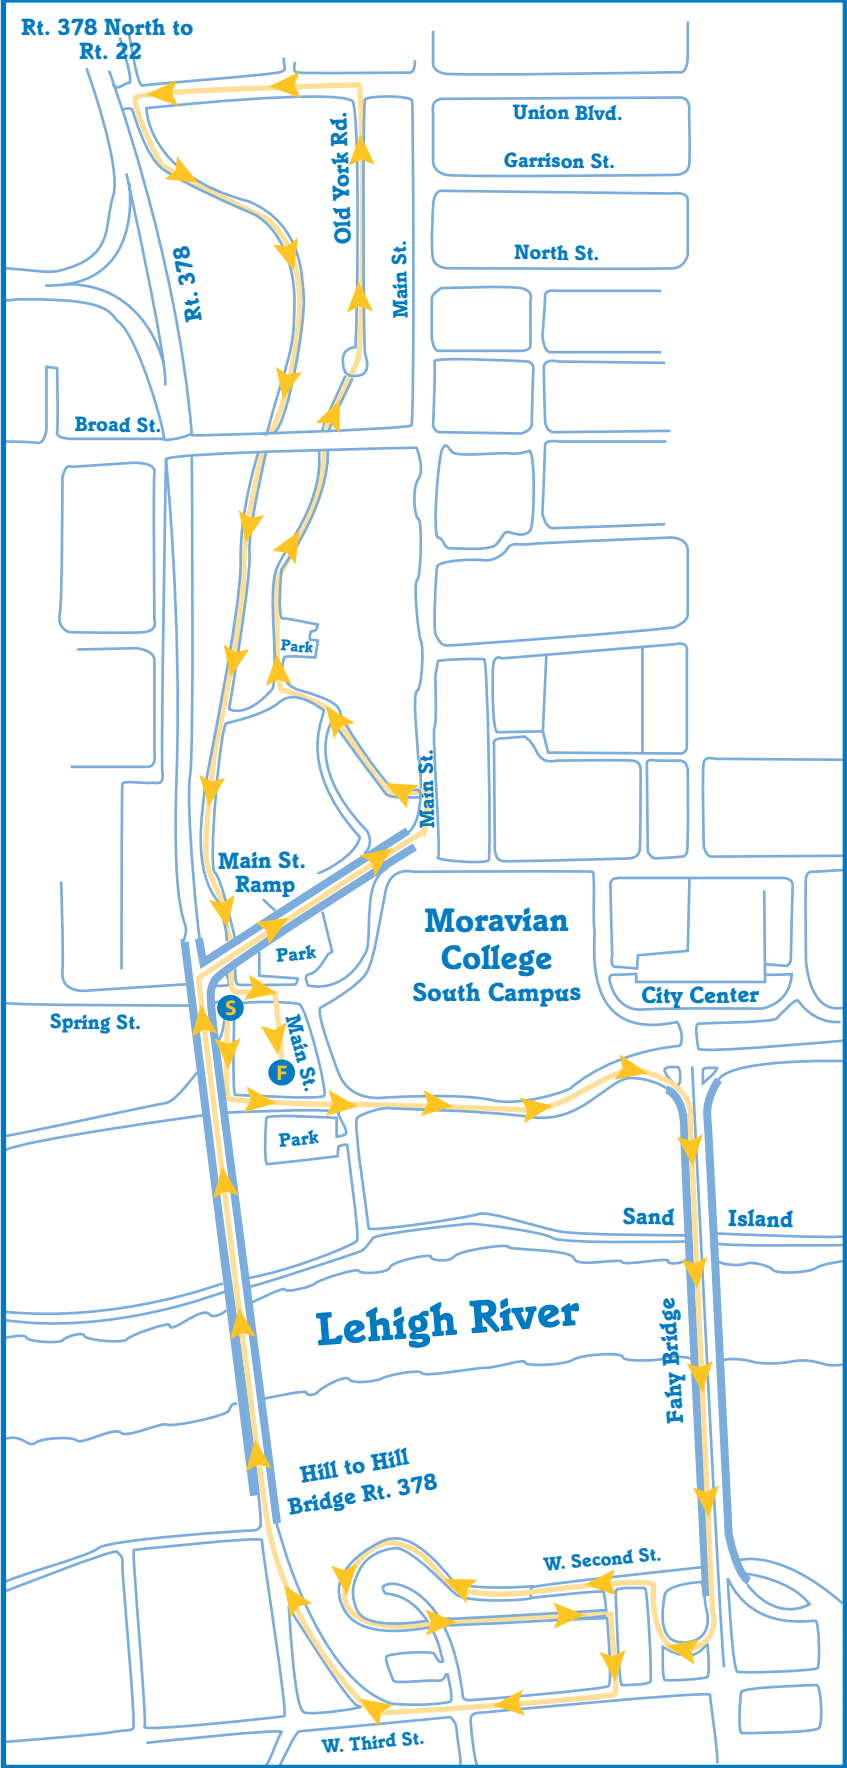 Rt. 378 North to
Rt. 22
Union Blvd.
Old York Rd.
Garrison St.
Main St.
North St.
Rt. 378
Broad St.
Park
Main St.
Main St.
Ramp
Moravian
College
South Campus
Park
City Center
S
Spring St.
Main St.
F
Park
Sand
Island
Lehigh River
Fahy Bridge
Hill to Hill
Bridge Rt. 378
W. Second St.
W. Third St.